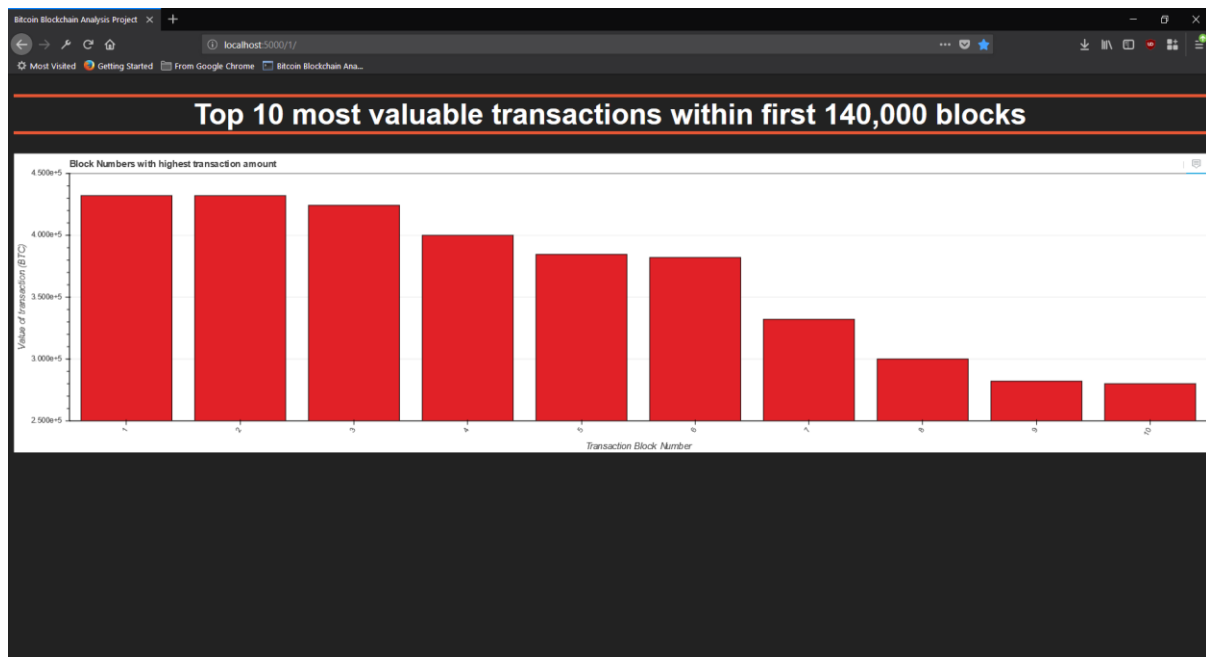 Bitcoin Blockchain Analysis Project
localhost:5000/1/
Most Visited Getting Started From Google Chrome Bitcoin Blockchain Ana...
Top 10 most valuable transactions within first 140,000 blocks
Block Numbers with highest transaction amount
4.500e+5
4.000e+5
3.500e+5
3.000e+5
2.500e+5
Value of transaction (BTC)
1 2 3 4 5 6 7 8 9 10
Transaction Block Number